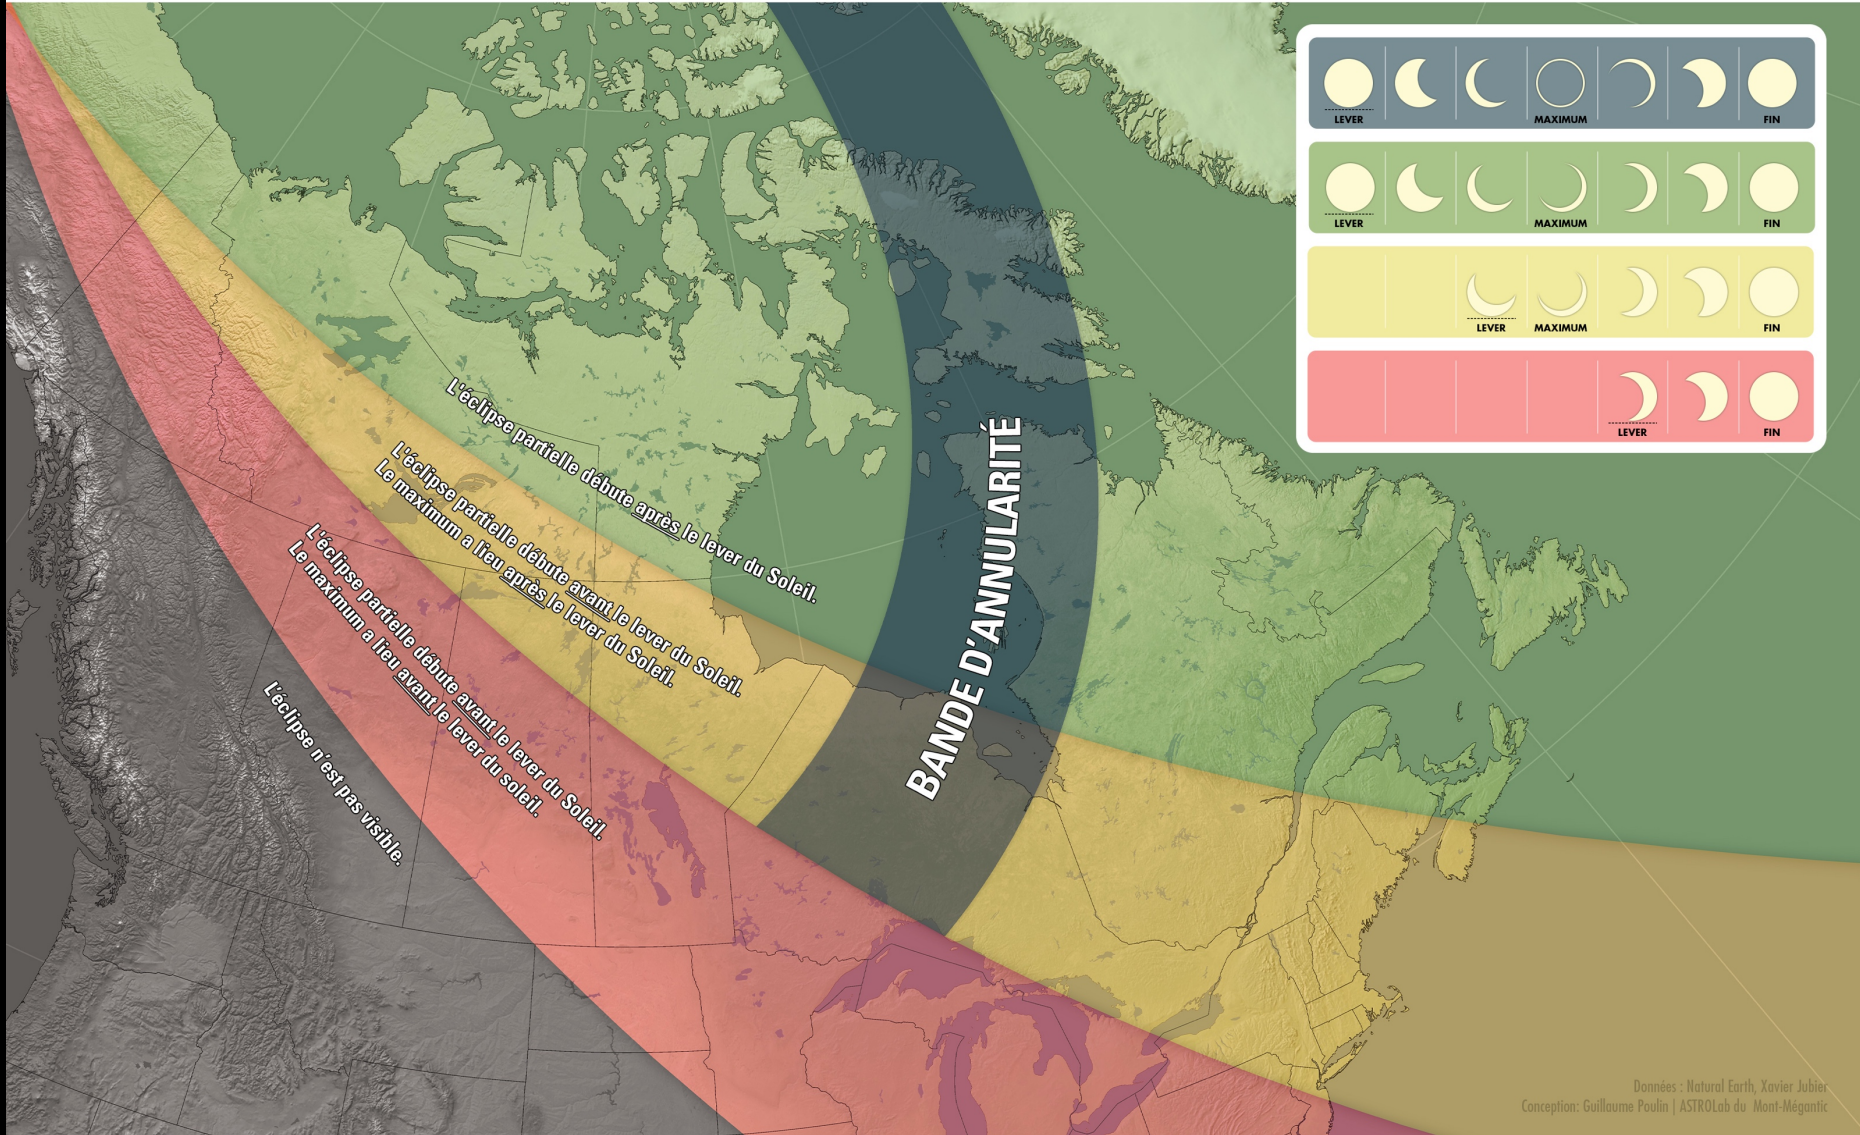 LEVER MAXIMUM FIN
LEVER MAXIMUM FIN
LEVER MAXIMUM FIN
LEVER FIN
L'éclipse partielle débute après le lever du Soleil.
L'éclipse partielle débute avant le lever du Soleil.
Le maximum a lieu après le lever du Soleil.
L'éclipse partielle débute avant le lever du Soleil.
Le maximum a lieu avant le lever du soleil.
L'éclipse n'est pas visible.
BANDE D'ANNULARITÉ
Données : Natural Earth, Xavier Jubier
Conception: Guillaume Poulin | ASTROLab du Mont-Mégantic